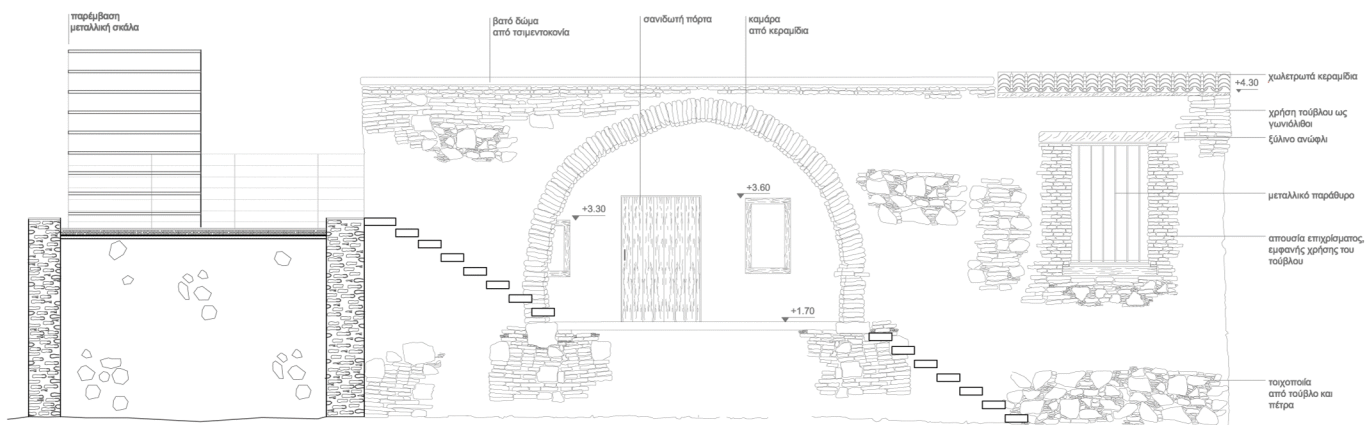 παρέμβαση
μεταλλική σκάλα
βατό δώμα
από τσιμεντοκονία
σανιδωτή πόρτα
καμάρα
από κεραμίδια
+4.30
χωλετρωτά κεραμίδια
χρήση τούβλου ως
γωνιόλιθοι
ξύλινο ανώφλι
μεταλλικό παράθυρο
+3.60
+3.30
απουσία επιχρίσματος,
εμφανής χρήσης του
τούβλου
+1.70
τοιχοποιία
από τούβλο και
πέτρα